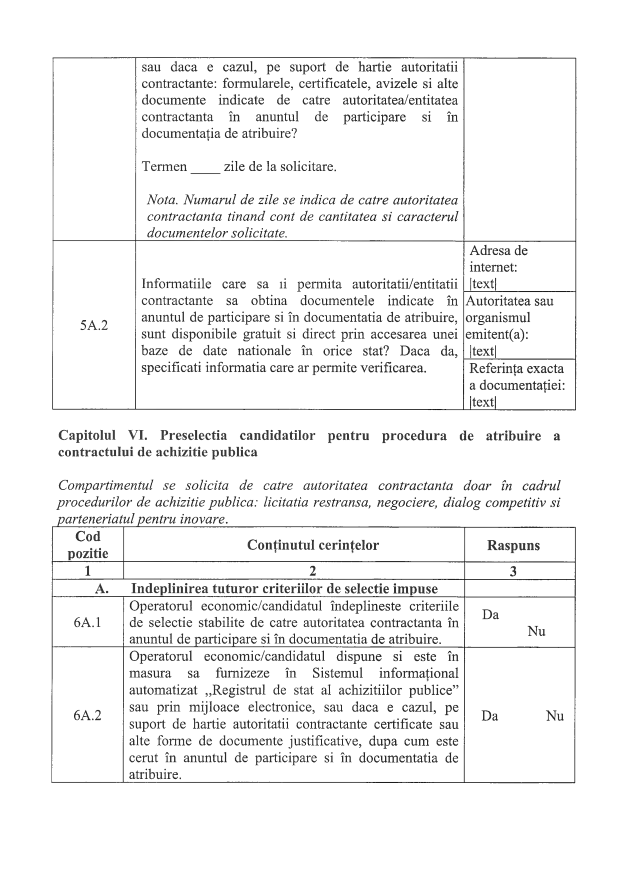 sau daca e cazul, pe suport de hartie autoritatii
contractante: formularele, certificatele, avizele si alte
documente indicate de catre autoritatea/entitatea
contractanta în anuntul de participare si în
documentația de atribuire?
Termen ____ zile de la solicitare.
Nota. Numarul de zile se indica de catre autoritatea
contractanta tinand cont de cantitatea si caracterul
documentelor solicitate.
5A.2
Informatiile care sa ii permita autoritatii/entitatii
contractante sa obtina documentele indicate în
anuntul de participare si în documentatia de atribuire,
sunt disponibile gratuit si direct prin accesarea unei
baze de date nationale în orice stat? Daca da,
specificati informatia care ar permite verificarea.
Adresa de
internet:
|text|
Autoritatea sau
organismul
emitent(a):
|text|
Referința exacta
a documentației:
|text|
Capitolul VI. Preselectia candidatilor pentru procedura de atribuire a
contractului de achizitie publica
Compartimentul se solicita de catre autoritatea contractanta doar în cadrul
procedurilor de achizitie publica: licitatia restransa, negociere, dialog competitiv si
parteneriatul pentru inovare.
Cod
pozitie
Conținutul cerințelor
Raspuns
1 2 3
A. Indeplinirea tuturor criteriilor de selectie impuse
6A.1
Operatorul economic/candidatul îndeplineste criteriile
de selectie stabilite de catre autoritatea contractanta în
anuntul de participare si în documentatia de atribuire.
Da
Nu
6A.2
Operatorul economic/candidatul dispune si este în
masura sa furnizeze în Sistemul informațional
automatizat ,,Registrul de stat al achizitiilor publice”
sau prin mijloace electronice, sau daca e cazul, pe
suport de hartie autoritatii contractante certificate sau
alte forme de documente justificative, dupa cum este
cerut în anuntul de participare si în documentatia de
atribuire.
Da Nu